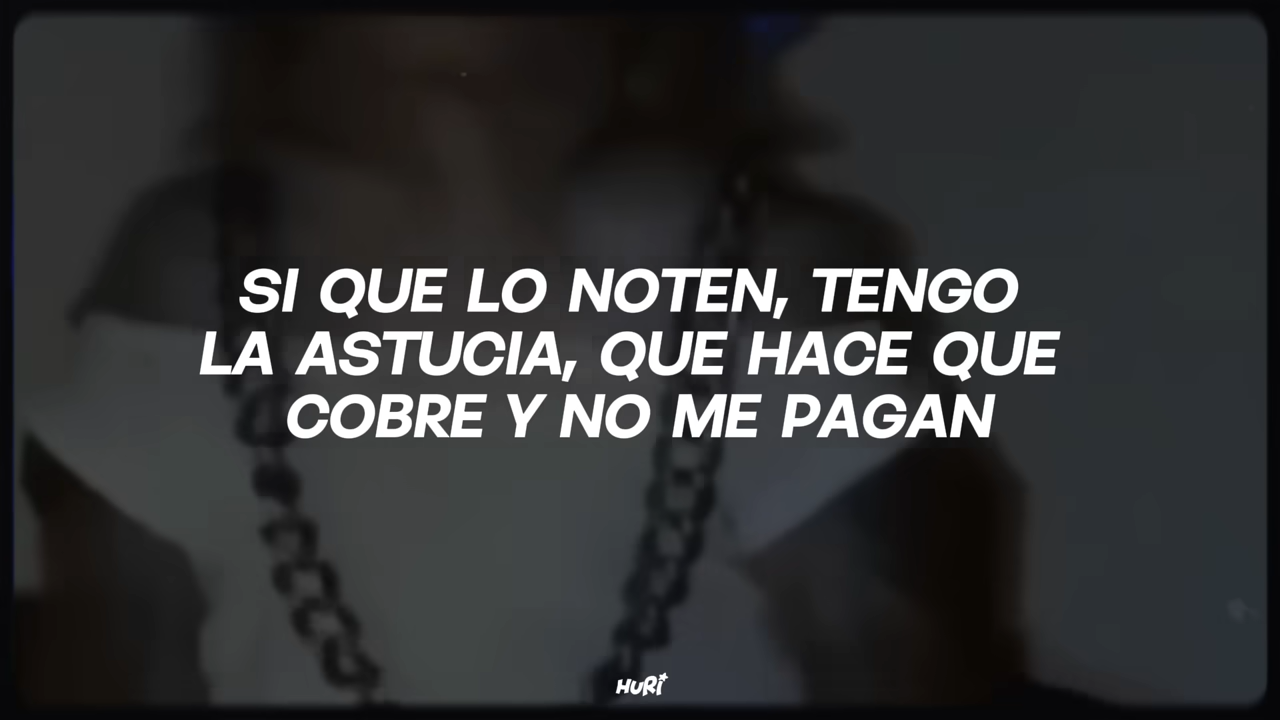 SI QUE LO NOTEN, TENGO
LA ASTUCIA, QUE HACE QUE
COBRE Y NO ME PAGAN
HURI